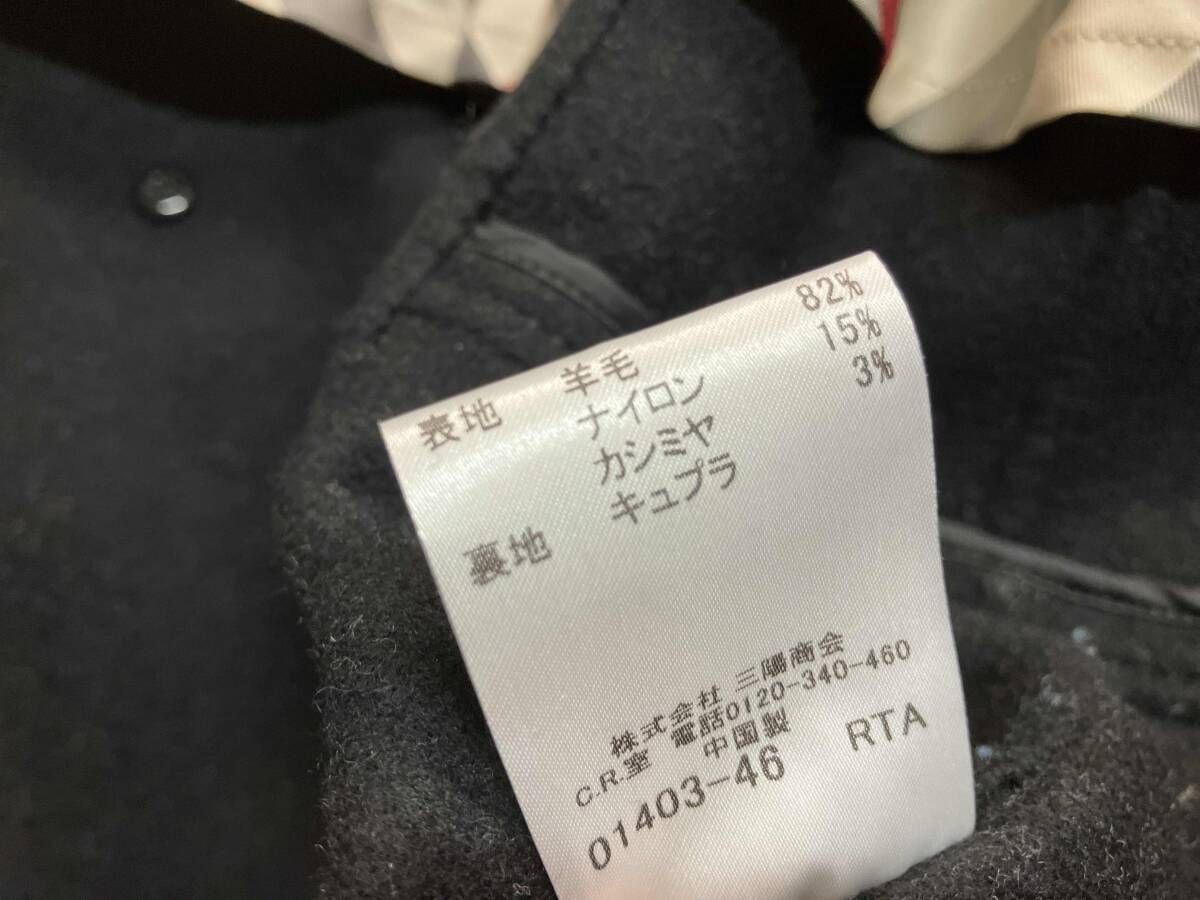 表地 羊毛 82%
ナイロン 15%
カシミヤ 3%
裏地 キュプラ
株式会社 三陽商会
C.R.室 電話0120-340-460
中国製
01403-46 RTA